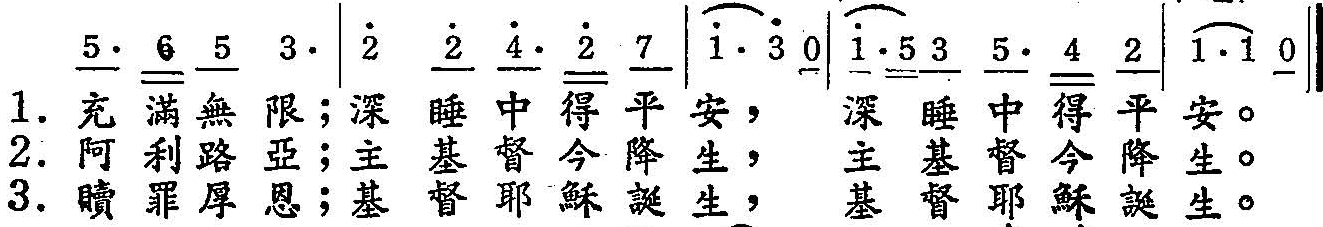 5· 6 5 3· | 2̇ 2̇ 4̇· 2̇ 7 | 1̇· 3̇ 0 | 1̇·5 3 5· 4 2 | 1·1 0 ‖
1. 充滿無限；深睡中得平安，深睡中得平安。
2. 阿利路亞；主基督今降生，主基督今降生。
3. 贖罪厚恩；基督耶穌誕生，基督耶穌誕生。